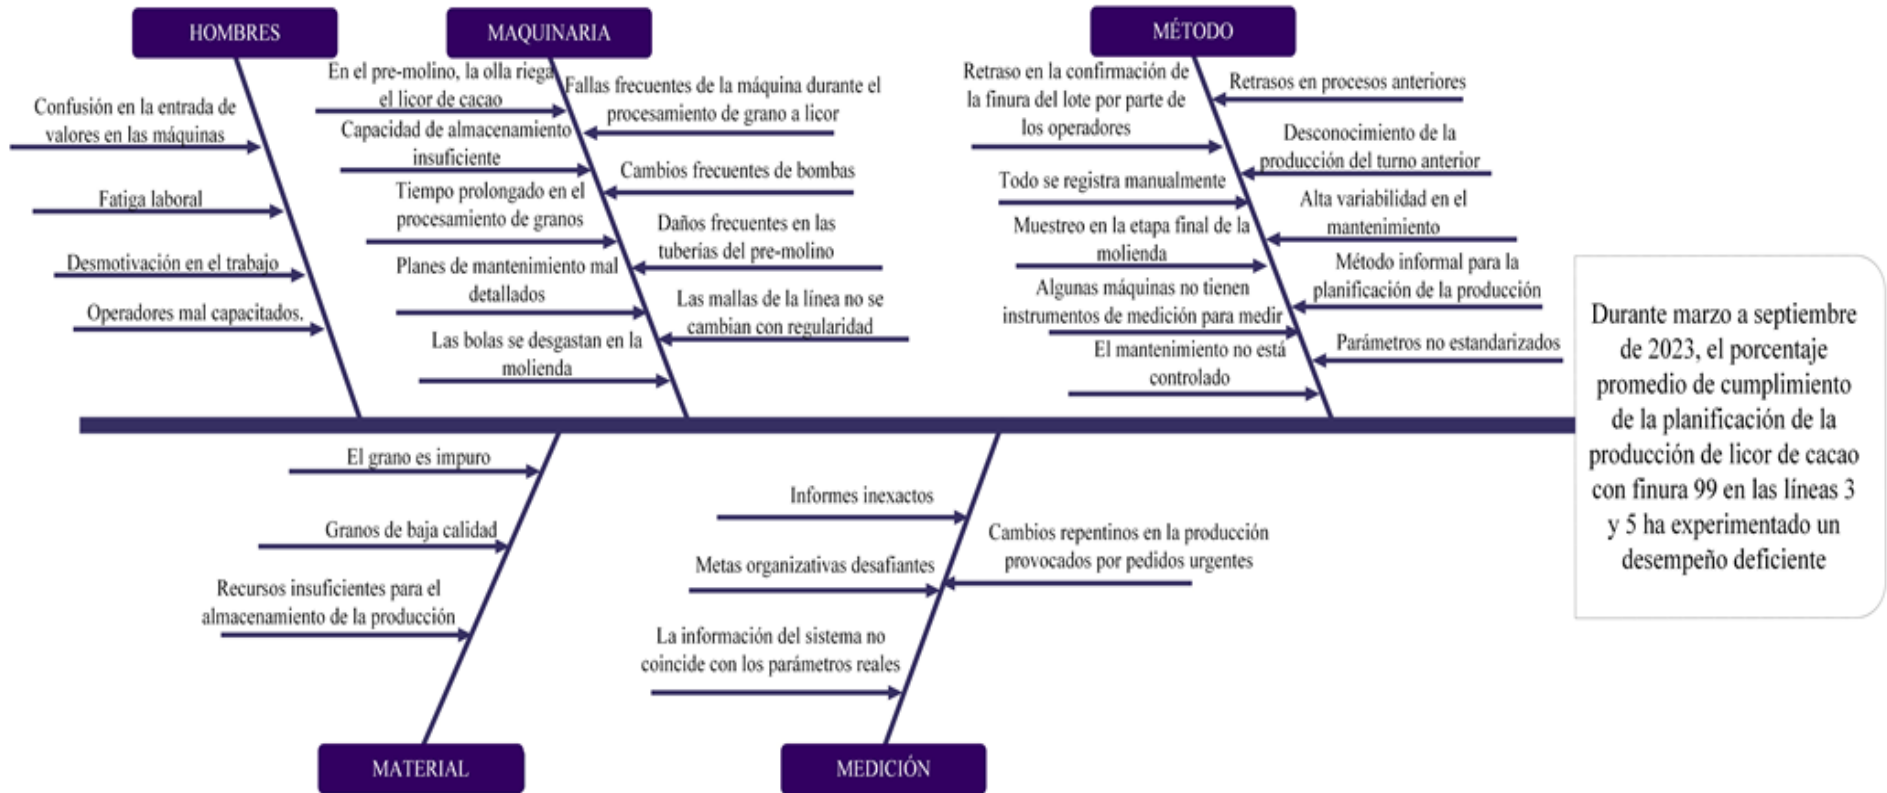 HOMBRES
Confusión en la entrada de
valores en las máquinas
Fatiga laboral
Desmotivación en el trabajo
Operadores mal capacitados.
MAQUINARIA
En el pre-molino, la olla riega
el licor de cacao
Capacidad de almacenamiento
insuficiente
Tiempo prolongado en el
procesamiento de granos
Planes de mantenimiento mal
detallados
Las bolas se desgastan en la
molienda
Fallas frecuentes de la máquina durante el
procesamiento de grano a licor
Cambios frecuentes de bombas
Daños frecuentes en las
tuberías del pre-molino
Las mallas de la línea no se
cambian con regularidad
MÉTODO
Retraso en la confirmación de
la finura del lote por parte de
los operadores
Todo se registra manualmente
Muestreo en la etapa final de la
molienda
Algunas máquinas no tienen
instrumentos de medición para medir
El mantenimiento no está
controlado
Retrasos en procesos anteriores
Desconocimiento de la
producción del turno anterior
Alta variabilidad en el
mantenimiento
Método informal para la
planificación de la producción
Parámetros no estandarizados
Durante marzo a septiembre
de 2023, el porcentaje
promedio de cumplimiento
de la planificación de la
producción de licor de cacao
con finura 99 en las líneas 3
y 5 ha experimentado un
desempeño deficiente
El grano es impuro
Granos de baja calidad
Recursos insuficientes para el
almacenamiento de la producción
MATERIAL
Informes inexactos
Metas organizativas desafiantes
La información del sistema no
coincide con los parámetros reales
Cambios repentinos en la producción
provocados por pedidos urgentes
MEDICIÓN